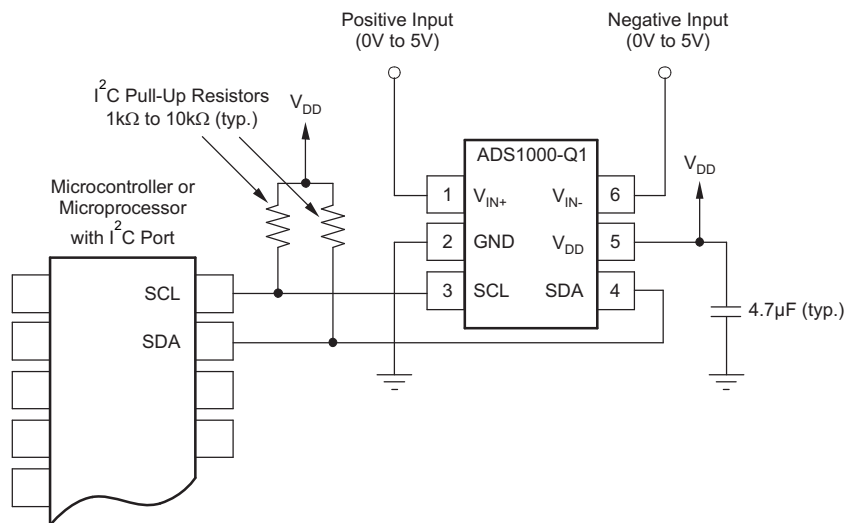 Positive Input
(0V to 5V)
Negative Input
(0V to 5V)
I²C Pull-Up Resistors
1kΩ to 10kΩ (typ.)
V_DD
Microcontroller or
Microprocessor
with I²C Port
SCL
SDA
ADS1000-Q1
1 V_IN+ V_IN- 6
2 GND V_DD 5
3 SCL SDA 4
V_DD
4.7μF (typ.)